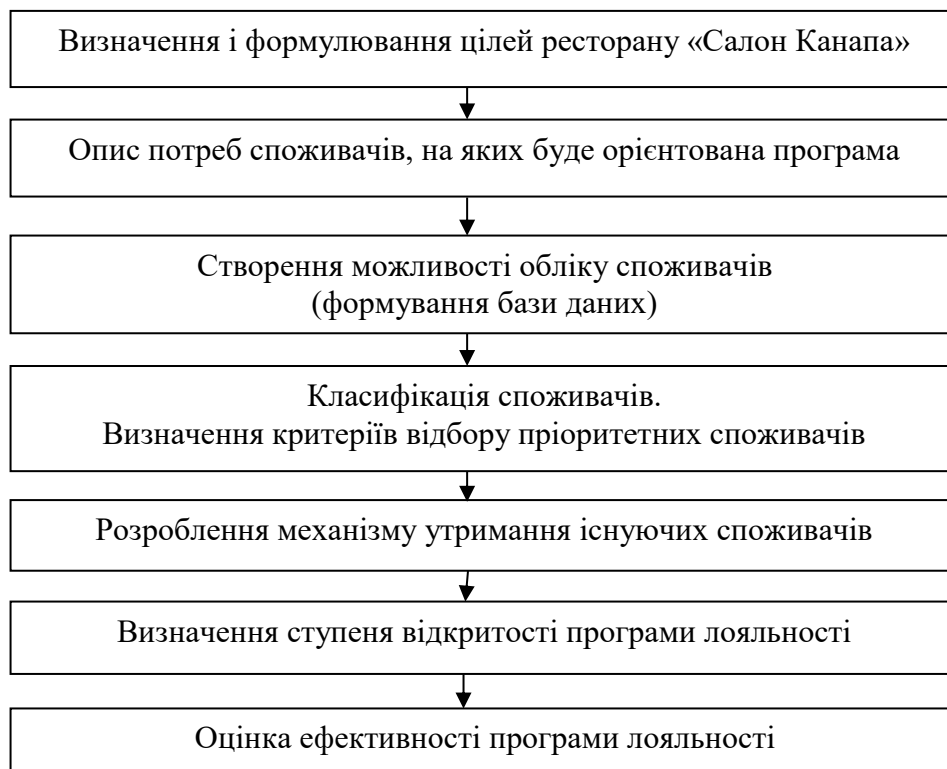 Визначення і формулювання цілей ресторану «Салон Канапа»
Опис потреб споживачів, на яких буде орієнтована програма
Створення можливості обліку споживачів
(формування бази даних)
Класифікація споживачів.
Визначення критеріїв відбору пріоритетних споживачів
Розроблення механізму утримання існуючих споживачів
Визначення ступеня відкритості програми лояльності
Оцінка ефективності програми лояльності